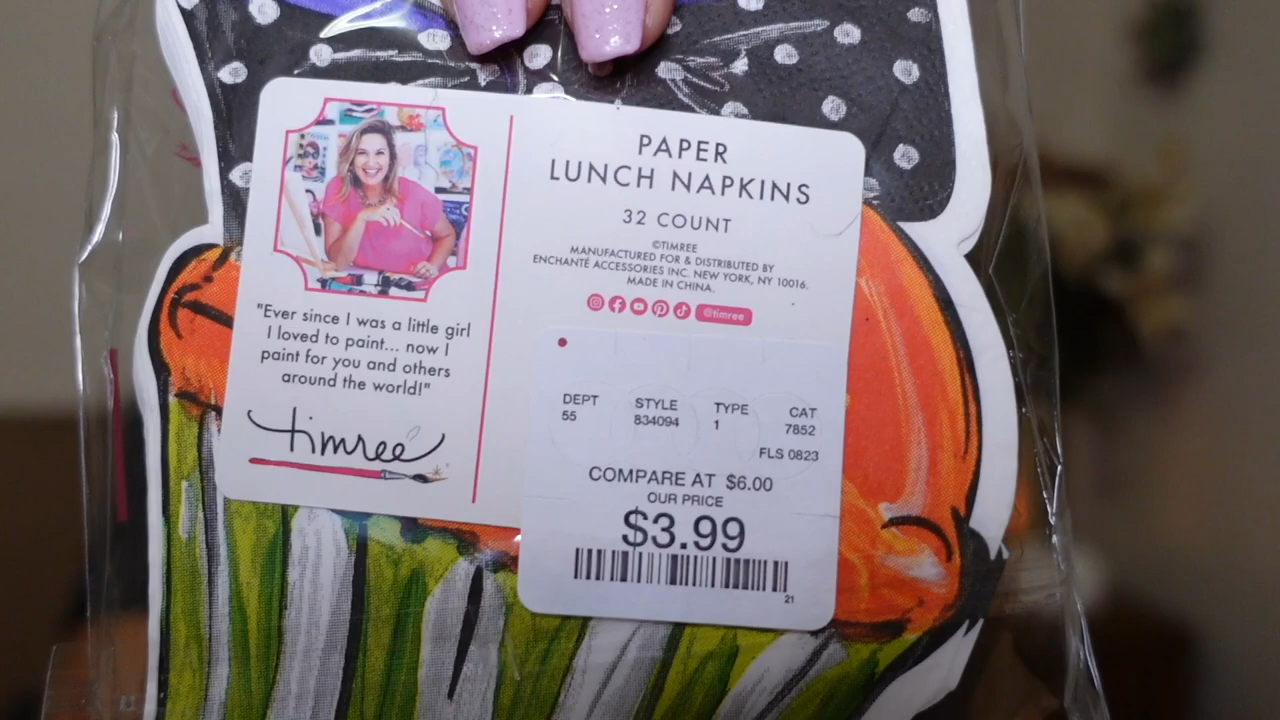 "Ever since I was a little girl
I loved to paint... now I
paint for you and others
around the world!"
timreé
PAPER
LUNCH NAPKINS
32 COUNT
©TIMREE
MANUFACTURED FOR & DISTRIBUTED BY
ENCHANTÉ ACCESSORIES INC. NEW YORK, NY 10016.
MADE IN CHINA.
@timree
DEPT STYLE TYPE CAT
55 834094 1 7852
FLS 0823
COMPARE AT $6.00
OUR PRICE
$3.99
21